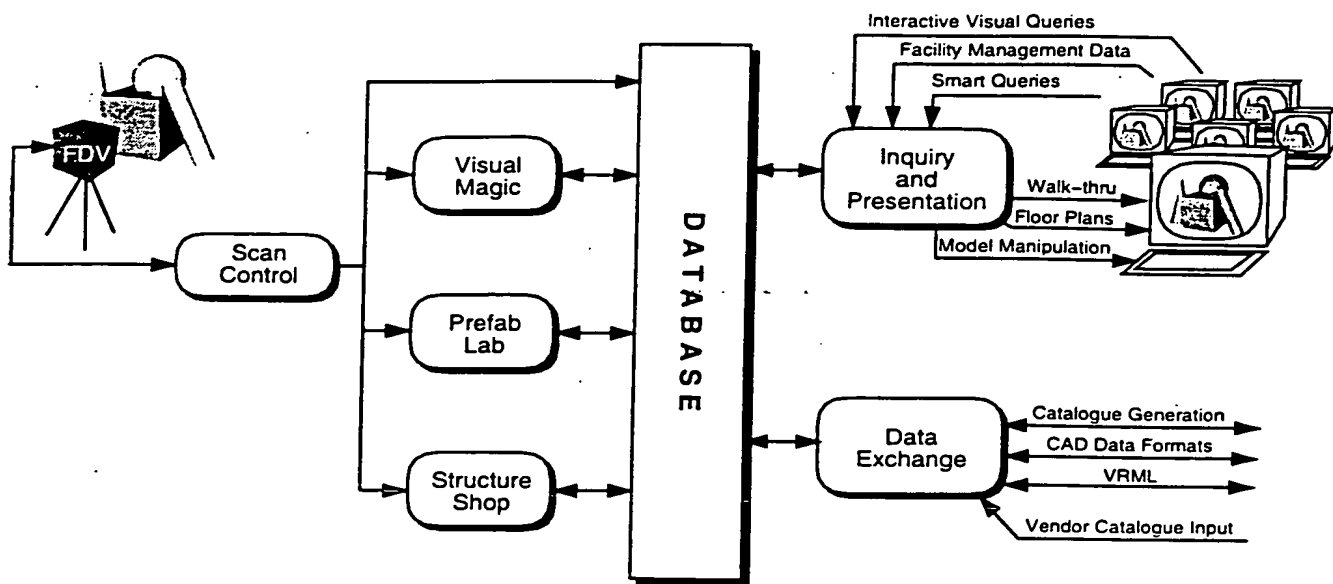 Interactive Visual Queries
Facility Management Data
Smart Queries
FDV
Visual
Magic
Inquiry
and
Presentation
Walk-thru
Floor Plans
Model Manipulation
Scan
Control
DATABASE
Prefab
Lab
Data
Exchange
Catalogue Generation
CAD Data Formats
VRML
Vendor Catalogue Input
Structure
Shop